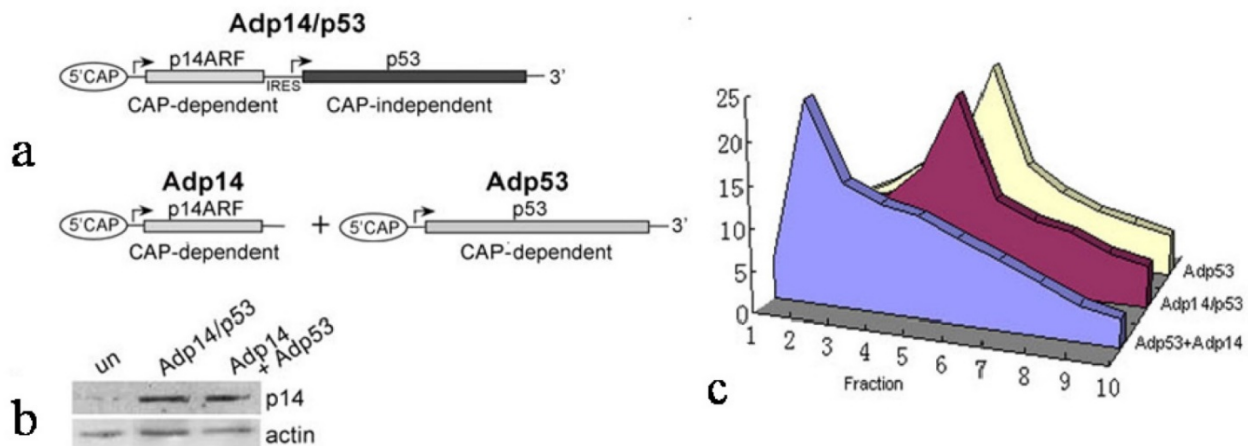 a
Adp14/p53
5'CAP
p14ARF
IRES
p53
3'
CAP-dependent
CAP-independent
Adp14
5'CAP
p14ARF
CAP-dependent
+
Adp53
5'CAP
p53
3'
CAP-dependent
b
un
Adp14/p53
Adp14
+ Adp53
p14
actin
c
25
20
15
10
5
0
1 2 3 4 5 6 7 8 9 10
Fraction
Adp53
Adp14/p53
Adp53+Adp14